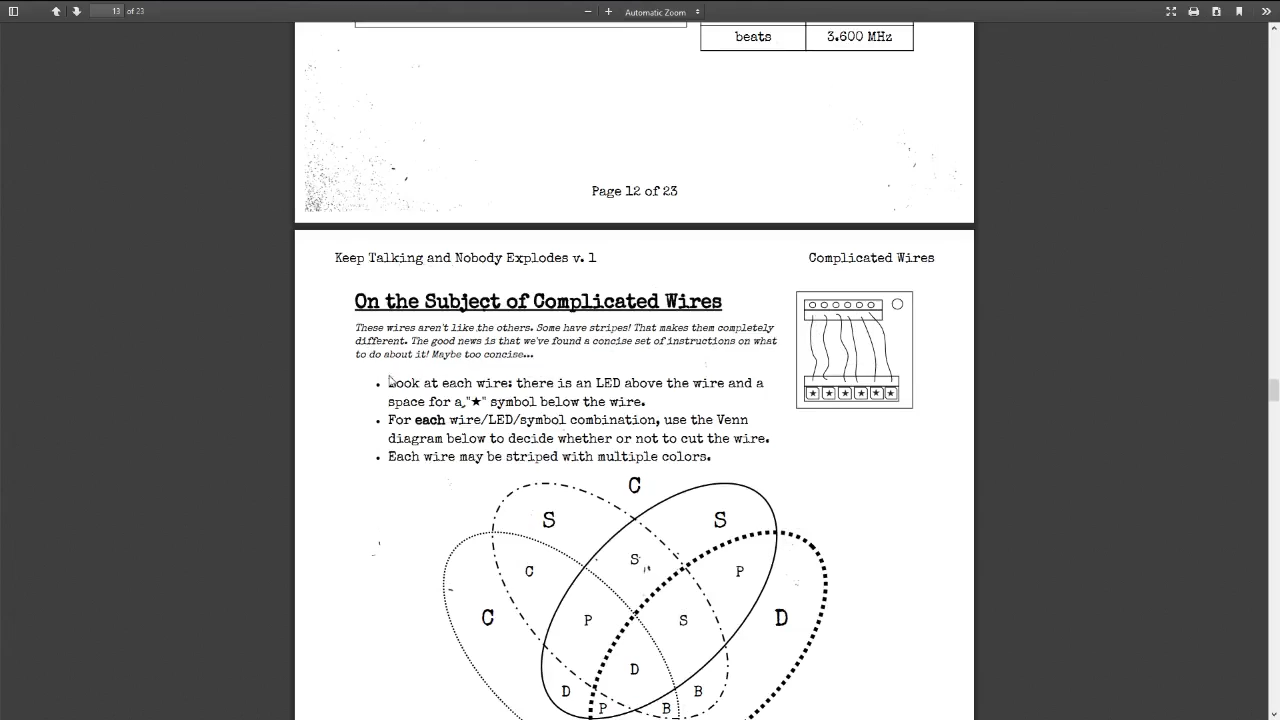 13 of 23
Automatic Zoom
beats 3.600 MHz
Page 12 of 23
Keep Talking and Nobody Explodes v. 1
Complicated Wires
On the Subject of Complicated Wires
These wires aren't like the others. Some have stripes! That makes them completely
different. The good news is that we've found a concise set of instructions on what
to do about it! Maybe too concise...
• Look at each wire: there is an LED above the wire and a
space for a "★" symbol below the wire.
• For each wire/LED/symbol combination, use the Venn
diagram below to decide whether or not to cut the wire.
• Each wire may be striped with multiple colors.
C
S S
S
C P
C P S D
D
D B
P B